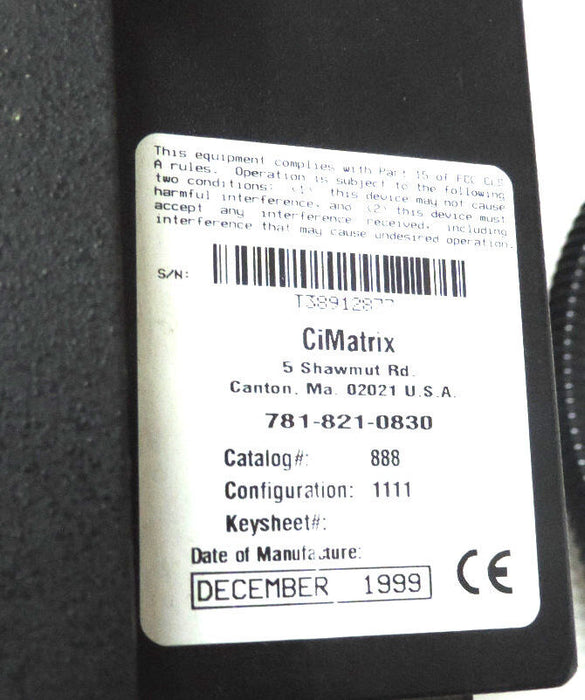 This equipment complies with Part 15 of FCC
A rules. Operation is subject to the following
two conditions: (1) this device may not cause
harmful interference, and (2) this device must
accept any interference received, including
interference that may cause undesired operation.
S/N:
CiMatrix
5 Shawmut Rd.
Canton, Ma. 02021 U.S.A.
781-821-0830
Catalog#: 888
Configuration: 1111
Keysheet#:
Date of Manufacture:
DECEMBER 1999
CE